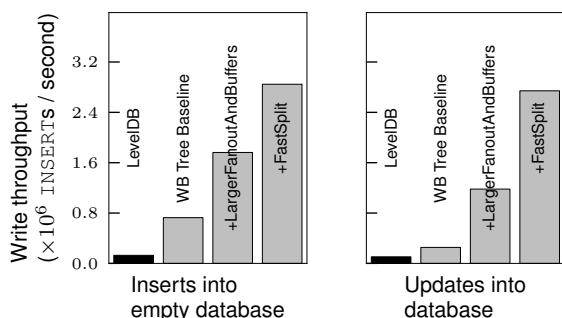 Write throughput
(×10⁶ INSERTs / second)
3.2
2.4
1.6
0.8
0.0
LevelDB
WB Tree Baseline
+LargerFanoutAndBuffers
+FastSplit
Inserts into
empty database
LevelDB
WB Tree Baseline
+LargerFanoutAndBuffers
+FastSplit
Updates into
database